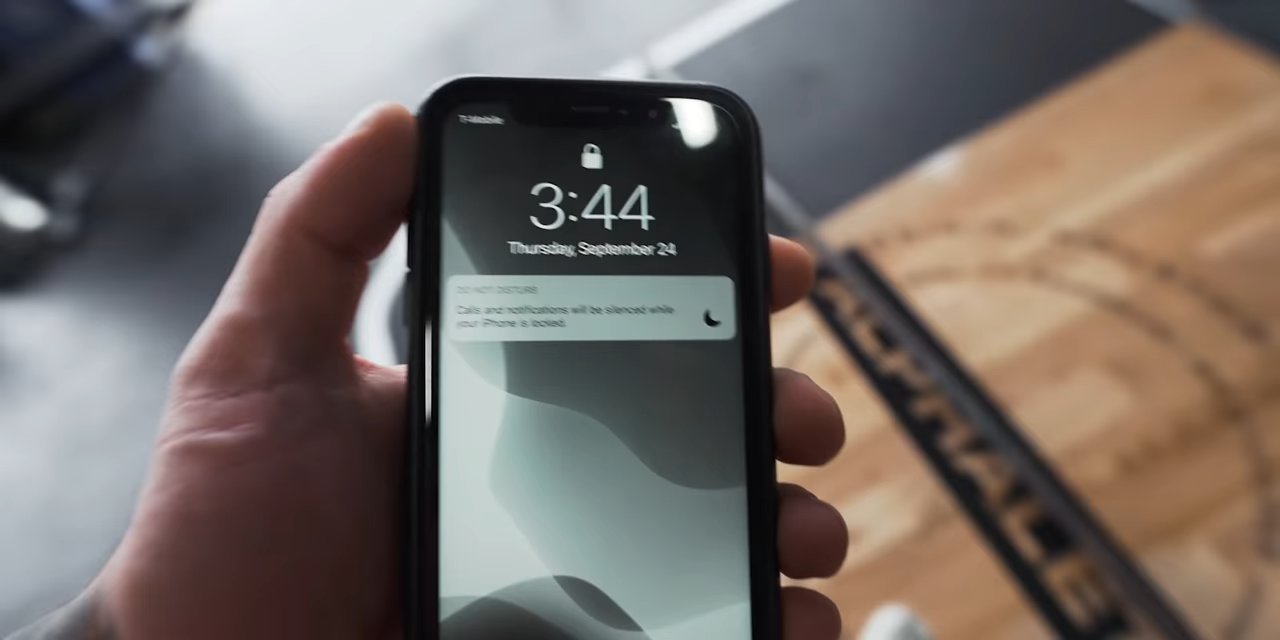 T-Mobile
3:44
Thursday, September 24
DO NOT DISTURB
Calls and notifications will be silenced while
your iPhone is locked.